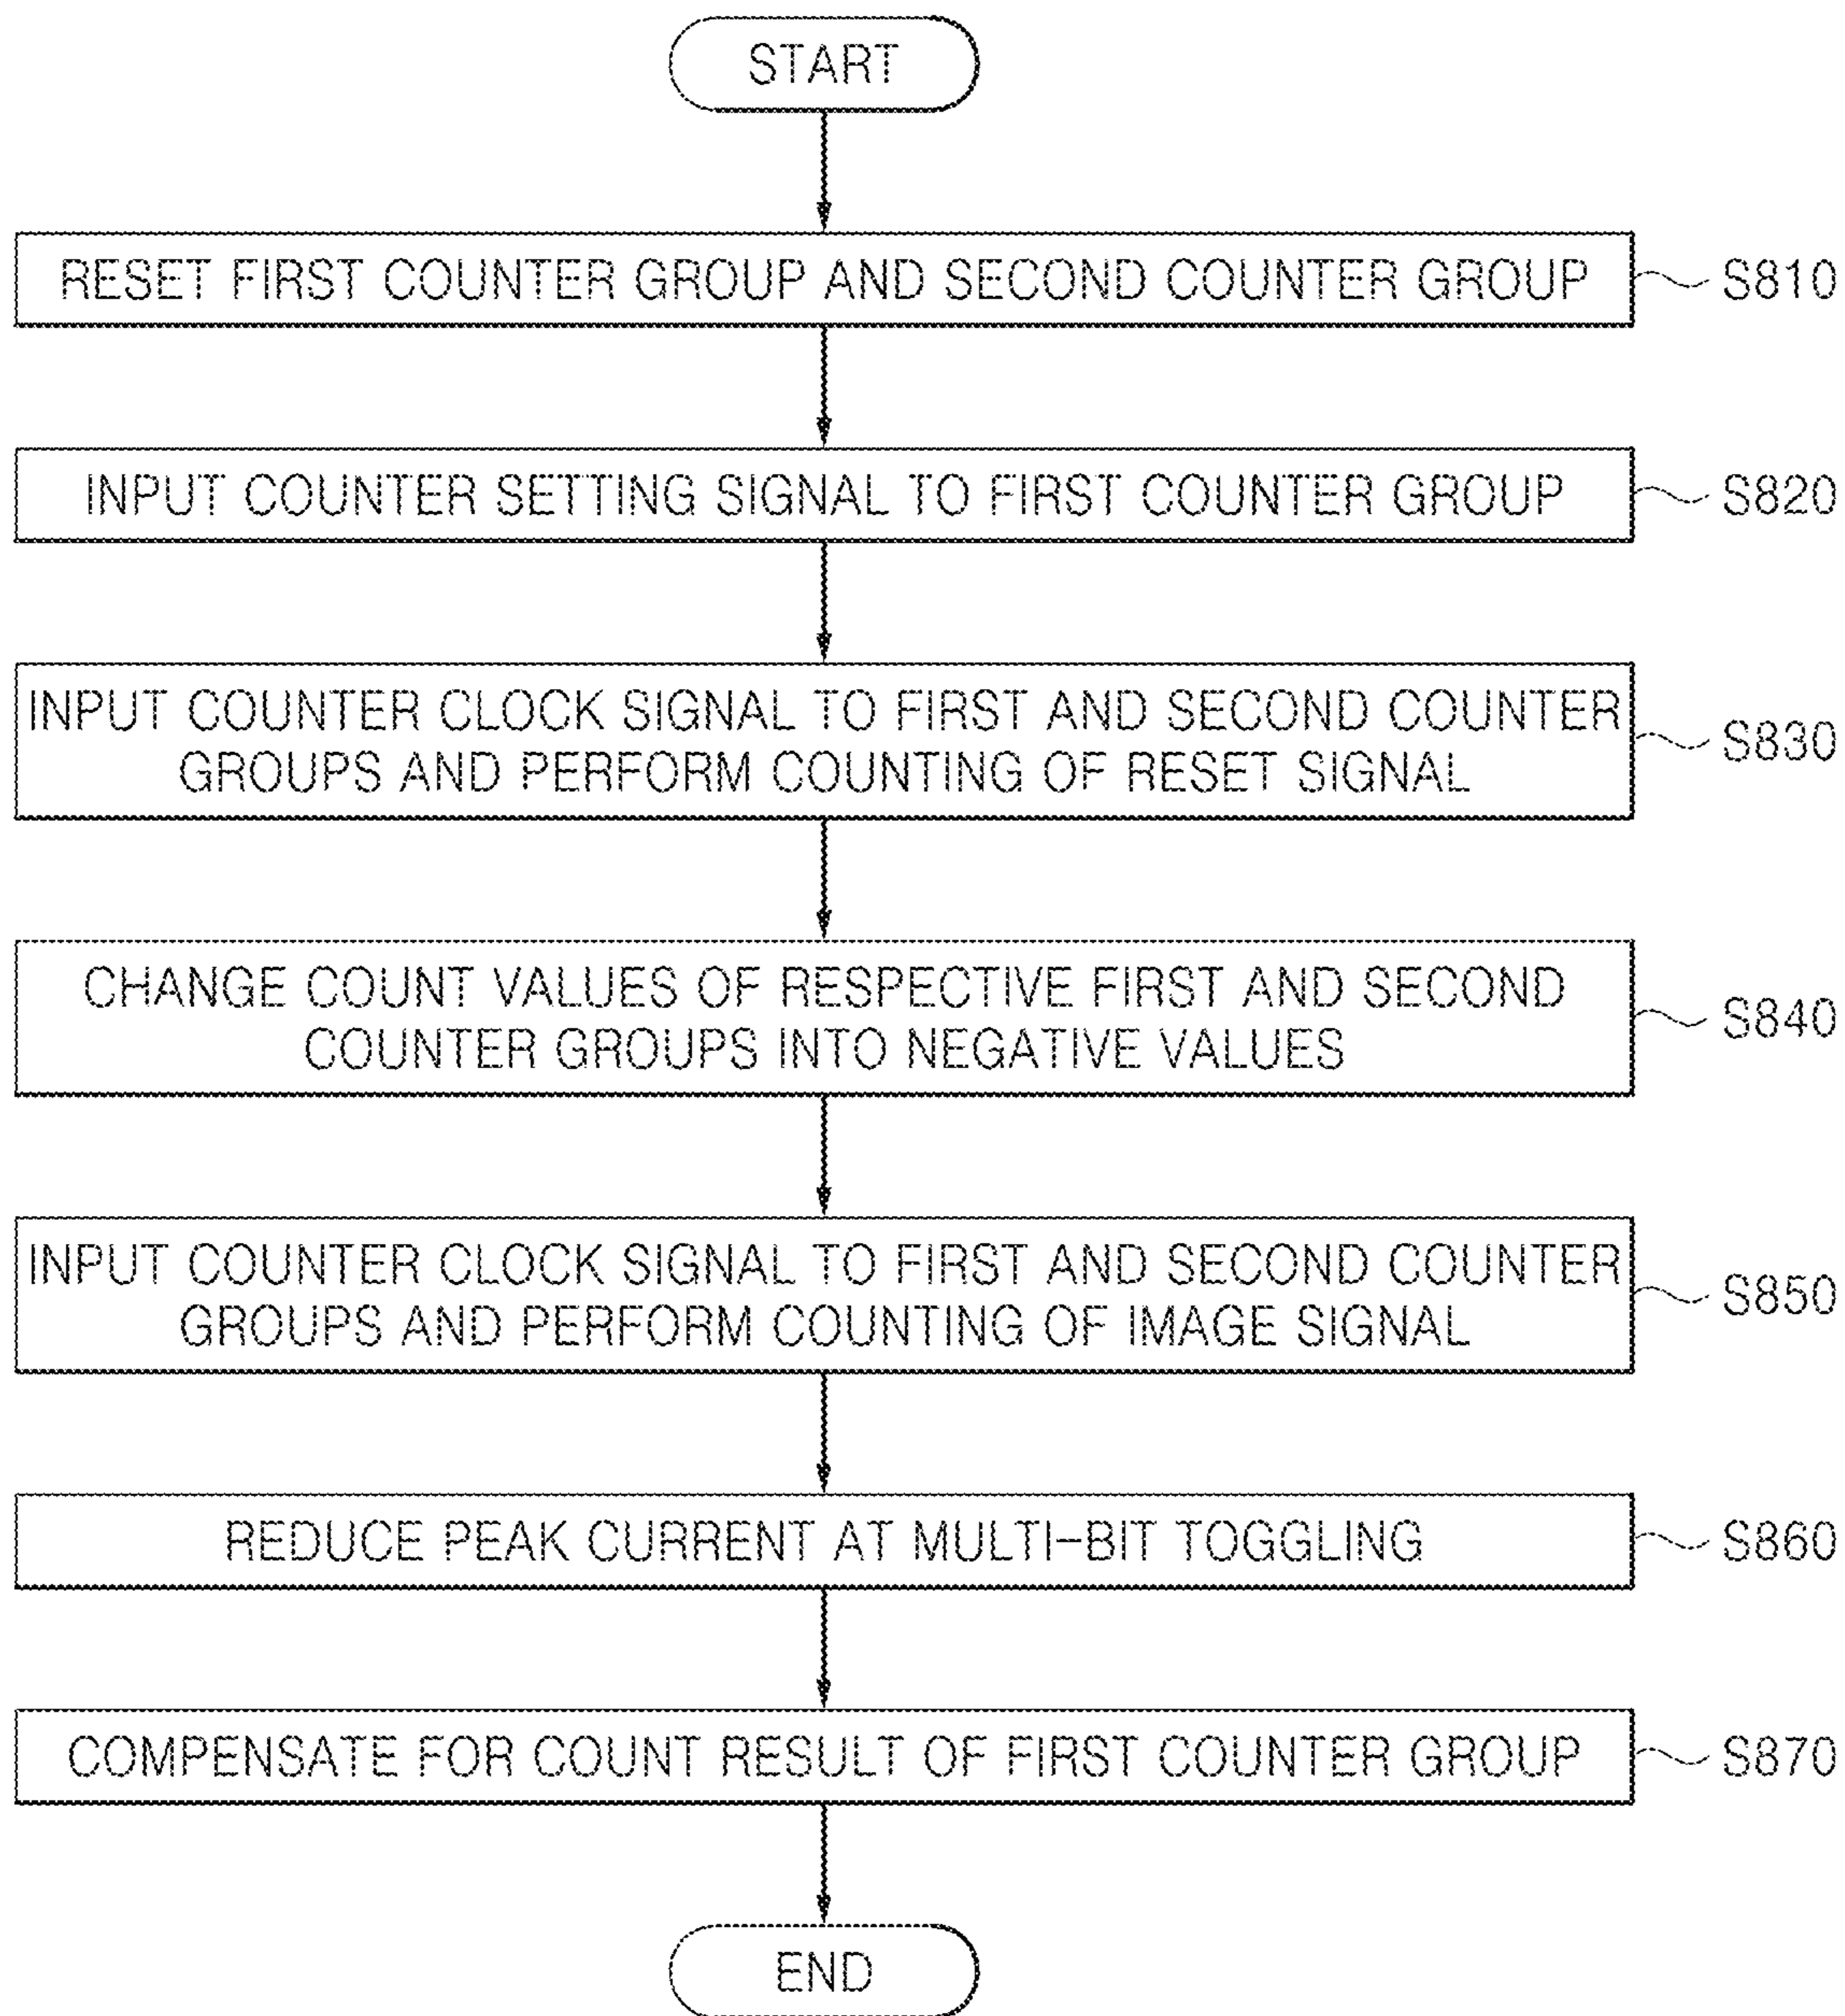 START
RESET FIRST COUNTER GROUP AND SECOND COUNTER GROUP
S810
INPUT COUNTER SETTING SIGNAL TO FIRST COUNTER GROUP
S820
INPUT COUNTER CLOCK SIGNAL TO FIRST AND SECOND COUNTER
GROUPS AND PERFORM COUNTING OF RESET SIGNAL
S830
CHANGE COUNT VALUES OF RESPECTIVE FIRST AND SECOND
COUNTER GROUPS INTO NEGATIVE VALUES
S840
INPUT COUNTER CLOCK SIGNAL TO FIRST AND SECOND COUNTER
GROUPS AND PERFORM COUNTING OF IMAGE SIGNAL
S850
REDUCE PEAK CURRENT AT MULTI-BIT TOGGLING
S860
COMPENSATE FOR COUNT RESULT OF FIRST COUNTER GROUP
S870
END